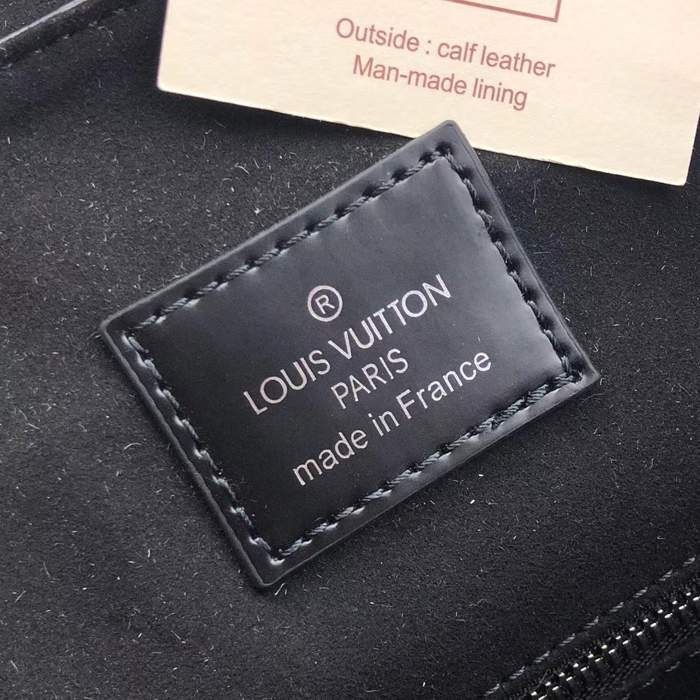 Outside : calf leather
Man-made lining
®
LOUIS VUITTON
PARIS
made in France